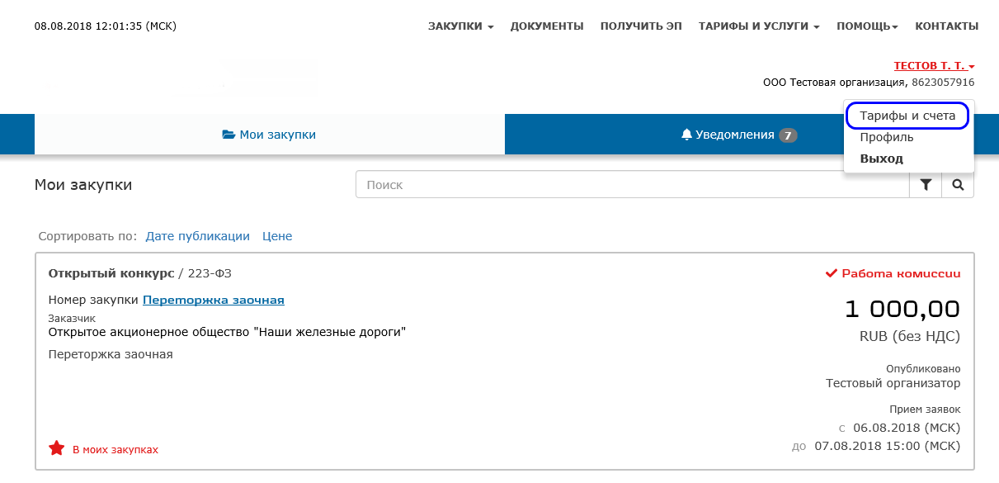 08.08.2018 12:01:35 (МСК)
ЗАКУПКИ ДОКУМЕНТЫ ПОЛУЧИТЬ ЭП ТАРИФЫ И УСЛУГИ ПОМОЩЬ КОНТАКТЫ
ТЕСТОВ Т. Т.
ООО Тестовая организация, 8623057916
Тарифы и счета
Профиль
Выход
Мои закупки
Уведомления 7
Мои закупки
Поиск
Сортировать по: Дате публикации Цене
Открытый конкурс / 223-ФЗ
Работа комиссии
Номер закупки Переторжка заочная
1 000,00
Заказчик
Открытое акционерное общество "Наши железные дороги"
RUB (без НДС)
Переторжка заочная
Опубликовано
Тестовый организатор
Прием заявок
с 06.08.2018 (МСК)
до 07.08.2018 15:00 (МСК)
В моих закупках